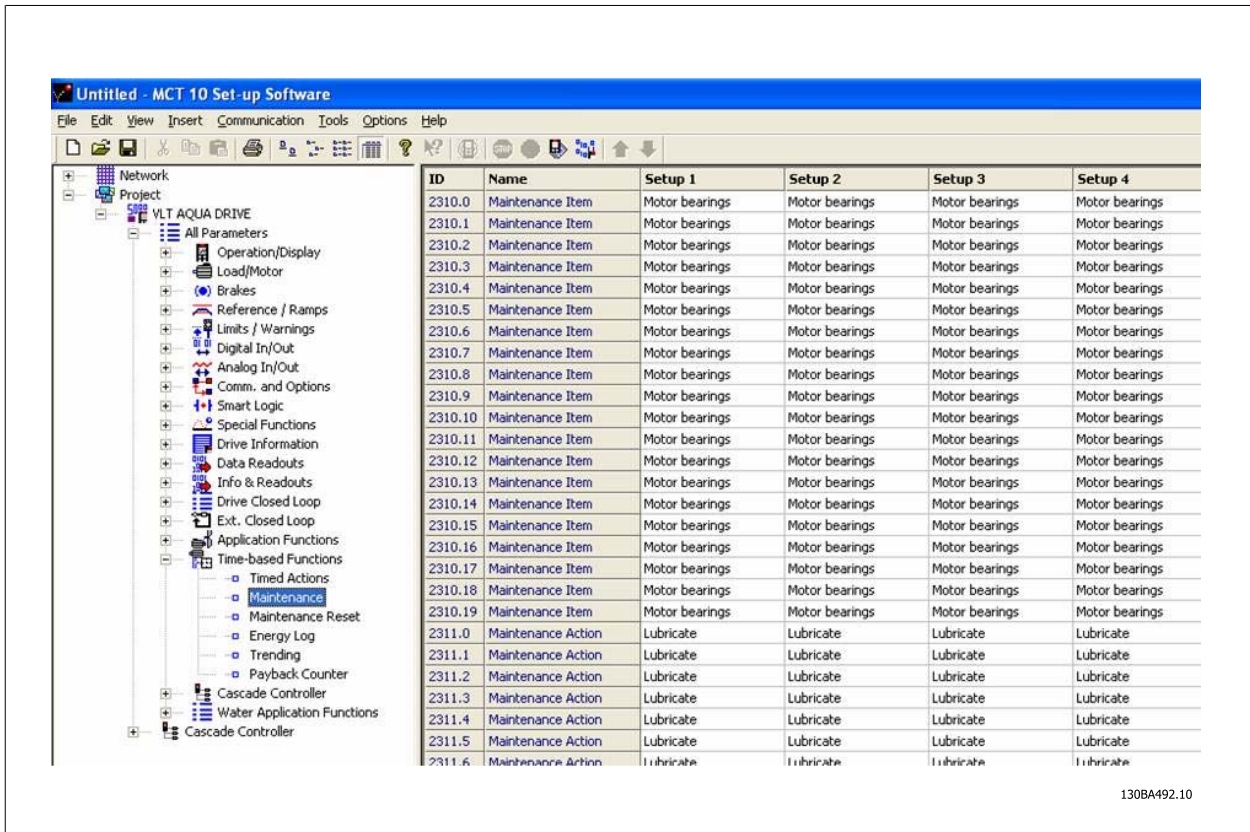 Untitled - MCT 10 Set-up Software
File Edit View Insert Communication Tools Options Help
Network
Project
VLT AQUA DRIVE
All Parameters
Operation/Display
Load/Motor
Brakes
Reference / Ramps
Limits / Warnings
Digital In/Out
Analog In/Out
Comm. and Options
Smart Logic
Special Functions
Drive Information
Data Readouts
Info & Readouts
Drive Closed Loop
Ext. Closed Loop
Application Functions
Time-based Functions
Timed Actions
Maintenance
Maintenance Reset
Energy Log
Trending
Payback Counter
Cascade Controller
Water Application Functions
Cascade Controller
ID Name Setup 1 Setup 2 Setup 3 Setup 4
2310.0 Maintenance Item Motor bearings Motor bearings Motor bearings Motor bearings
2310.1 Maintenance Item Motor bearings Motor bearings Motor bearings Motor bearings
2310.2 Maintenance Item Motor bearings Motor bearings Motor bearings Motor bearings
2310.3 Maintenance Item Motor bearings Motor bearings Motor bearings Motor bearings
2310.4 Maintenance Item Motor bearings Motor bearings Motor bearings Motor bearings
2310.5 Maintenance Item Motor bearings Motor bearings Motor bearings Motor bearings
2310.6 Maintenance Item Motor bearings Motor bearings Motor bearings Motor bearings
2310.7 Maintenance Item Motor bearings Motor bearings Motor bearings Motor bearings
2310.8 Maintenance Item Motor bearings Motor bearings Motor bearings Motor bearings
2310.9 Maintenance Item Motor bearings Motor bearings Motor bearings Motor bearings
2310.10 Maintenance Item Motor bearings Motor bearings Motor bearings Motor bearings
2310.11 Maintenance Item Motor bearings Motor bearings Motor bearings Motor bearings
2310.12 Maintenance Item Motor bearings Motor bearings Motor bearings Motor bearings
2310.13 Maintenance Item Motor bearings Motor bearings Motor bearings Motor bearings
2310.14 Maintenance Item Motor bearings Motor bearings Motor bearings Motor bearings
2310.15 Maintenance Item Motor bearings Motor bearings Motor bearings Motor bearings
2310.16 Maintenance Item Motor bearings Motor bearings Motor bearings Motor bearings
2310.17 Maintenance Item Motor bearings Motor bearings Motor bearings Motor bearings
2310.18 Maintenance Item Motor bearings Motor bearings Motor bearings Motor bearings
2310.19 Maintenance Item Motor bearings Motor bearings Motor bearings Motor bearings
2311.0 Maintenance Action Lubricate Lubricate Lubricate Lubricate
2311.1 Maintenance Action Lubricate Lubricate Lubricate Lubricate
2311.2 Maintenance Action Lubricate Lubricate Lubricate Lubricate
2311.3 Maintenance Action Lubricate Lubricate Lubricate Lubricate
2311.4 Maintenance Action Lubricate Lubricate Lubricate Lubricate
2311.5 Maintenance Action Lubricate Lubricate Lubricate Lubricate
2311.6 Maintenance Action Lubricate Lubricate Lubricate Lubricate
130BA492.10